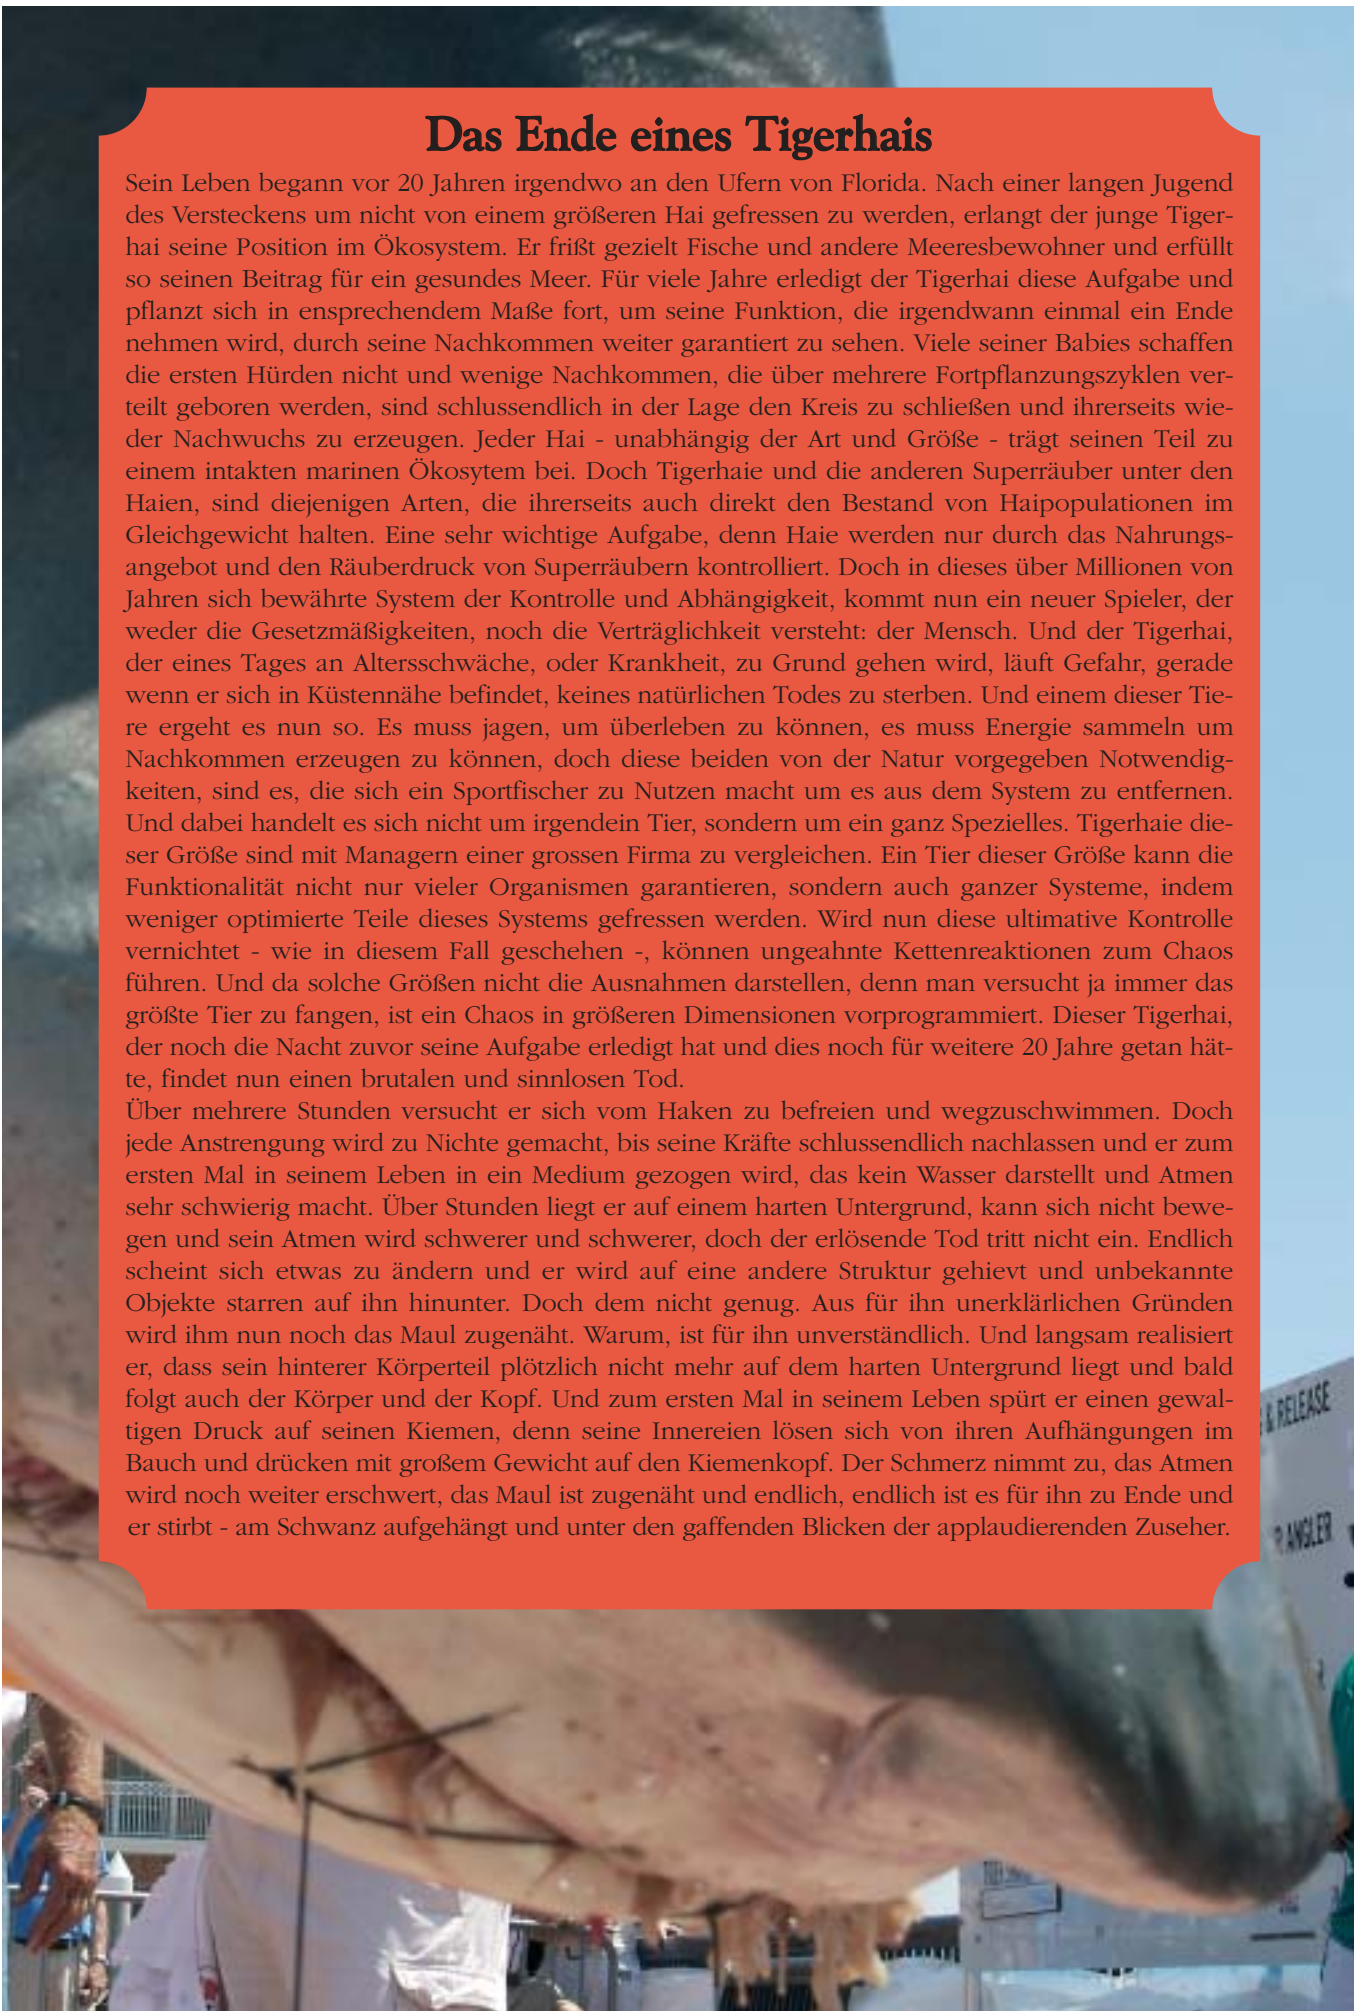 Das Ende eines Tigerhais
Sein Leben begann vor 20 Jahren irgendwo an den Ufern von Florida. Nach einer langen Jugend
des Versteckens um nicht von einem größeren Hai gefressen zu werden, erlangt der junge Tiger-
hai seine Position im Ökosystem. Er frißt gezielt Fische und andere Meeresbewohner und erfüllt
so seinen Beitrag für ein gesundes Meer. Für viele Jahre erledigt der Tigerhai diese Aufgabe und
pflanzt sich in ensprechendem Maße fort, um seine Funktion, die irgendwann einmal ein Ende
nehmen wird, durch seine Nachkommen weiter garantiert zu sehen. Viele seiner Babies schaffen
die ersten Hürden nicht und wenige Nachkommen, die über mehrere Fortpflanzungszyklen ver-
teilt geboren werden, sind schlussendlich in der Lage den Kreis zu schließen und ihrerseits wie-
der Nachwuchs zu erzeugen. Jeder Hai - unabhängig der Art und Größe - trägt seinen Teil zu
einem intakten marinen Ökosytem bei. Doch Tigerhaie und die anderen Superräuber unter den
Haien, sind diejenigen Arten, die ihrerseits auch direkt den Bestand von Haipopulationen im
Gleichgewicht halten. Eine sehr wichtige Aufgabe, denn Haie werden nur durch das Nahrungs-
angebot und den Räuberdruck von Superräubern kontrolliert. Doch in dieses über Millionen von
Jahren sich bewährte System der Kontrolle und Abhängigkeit, kommt nun ein neuer Spieler, der
weder die Gesetzmäßigkeiten, noch die Verträglichkeit versteht: der Mensch. Und der Tigerhai,
der eines Tages an Altersschwäche, oder Krankheit, zu Grund gehen wird, läuft Gefahr, gerade
wenn er sich in Küstennähe befindet, keines natürlichen Todes zu sterben. Und einem dieser Tie-
re ergeht es nun so. Es muss jagen, um überleben zu können, es muss Energie sammeln um
Nachkommen erzeugen zu können, doch diese beiden von der Natur vorgegeben Notwendig-
keiten, sind es, die sich ein Sportfischer zu Nutzen macht um es aus dem System zu entfernen.
Und dabei handelt es sich nicht um irgendein Tier, sondern um ein ganz Spezielles. Tigerhaie die-
ser Größe sind mit Managern einer grossen Firma zu vergleichen. Ein Tier dieser Größe kann die
Funktionalität nicht nur vieler Organismen garantieren, sondern auch ganzer Systeme, indem
weniger optimierte Teile dieses Systems gefressen werden. Wird nun diese ultimative Kontrolle
vernichtet - wie in diesem Fall geschehen -, können ungeahnte Kettenreaktionen zum Chaos
führen. Und da solche Größen nicht die Ausnahmen darstellen, denn man versucht ja immer das
größte Tier zu fangen, ist ein Chaos in größeren Dimensionen vorprogrammiert. Dieser Tigerhai,
der noch die Nacht zuvor seine Aufgabe erledigt hat und dies noch für weitere 20 Jahre getan hät-
te, findet nun einen brutalen und sinnlosen Tod.
Über mehrere Stunden versucht er sich vom Haken zu befreien und wegzuschwimmen. Doch
jede Anstrengung wird zu Nichte gemacht, bis seine Kräfte schlussendlich nachlassen und er zum
ersten Mal in seinem Leben in ein Medium gezogen wird, das kein Wasser darstellt und Atmen
sehr schwierig macht. Über Stunden liegt er auf einem harten Untergrund, kann sich nicht bewe-
gen und sein Atmen wird schwerer und schwerer, doch der erlösende Tod tritt nicht ein. Endlich
scheint sich etwas zu ändern und er wird auf eine andere Struktur gehievt und unbekannte
Objekte starren auf ihn hinunter. Doch dem nicht genug. Aus für ihn unerklärlichen Gründen
wird ihm nun noch das Maul zugenäht. Warum, ist für ihn unverständlich. Und langsam realisiert
er, dass sein hinterer Körperteil plötzlich nicht mehr auf dem harten Untergrund liegt und bald
folgt auch der Körper und der Kopf. Und zum ersten Mal in seinem Leben spürt er einen gewal-
tigen Druck auf seinen Kiemen, denn seine Innereien lösen sich von ihren Aufhängungen im
Bauch und drücken mit großem Gewicht auf den Kiemenkopf. Der Schmerz nimmt zu, das Atmen
wird noch weiter erschwert, das Maul ist zugenäht und endlich, endlich ist es für ihn zu Ende und
er stirbt - am Schwanz aufgehängt und unter den gaffenden Blicken der applaudierenden Zuseher.
& RELEASE
ANGLER